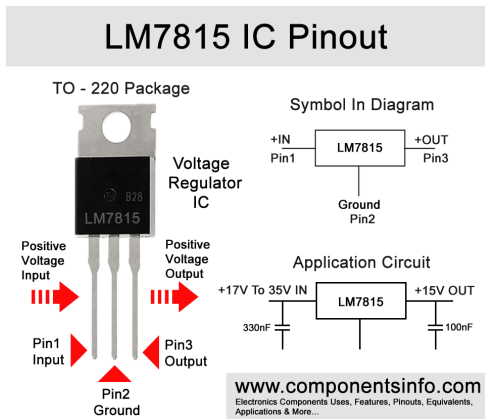 LM7815 IC Pinout
TO - 220 Package
Voltage
Regulator
IC
B28
LM7815
Positive
Voltage
Input
Positive
Voltage
Output
Pin1
Input
Pin3
Output
Pin2
Ground
Symbol In Diagram
+IN
Pin1
LM7815
+OUT
Pin3
Ground
Pin2
Application Circuit
+17V To 35V IN
LM7815
+15V OUT
330nF
100nF
www.componentsinfo.com
Electronics Components Uses, Features, Pinouts, Equivalents,
Applications & More...